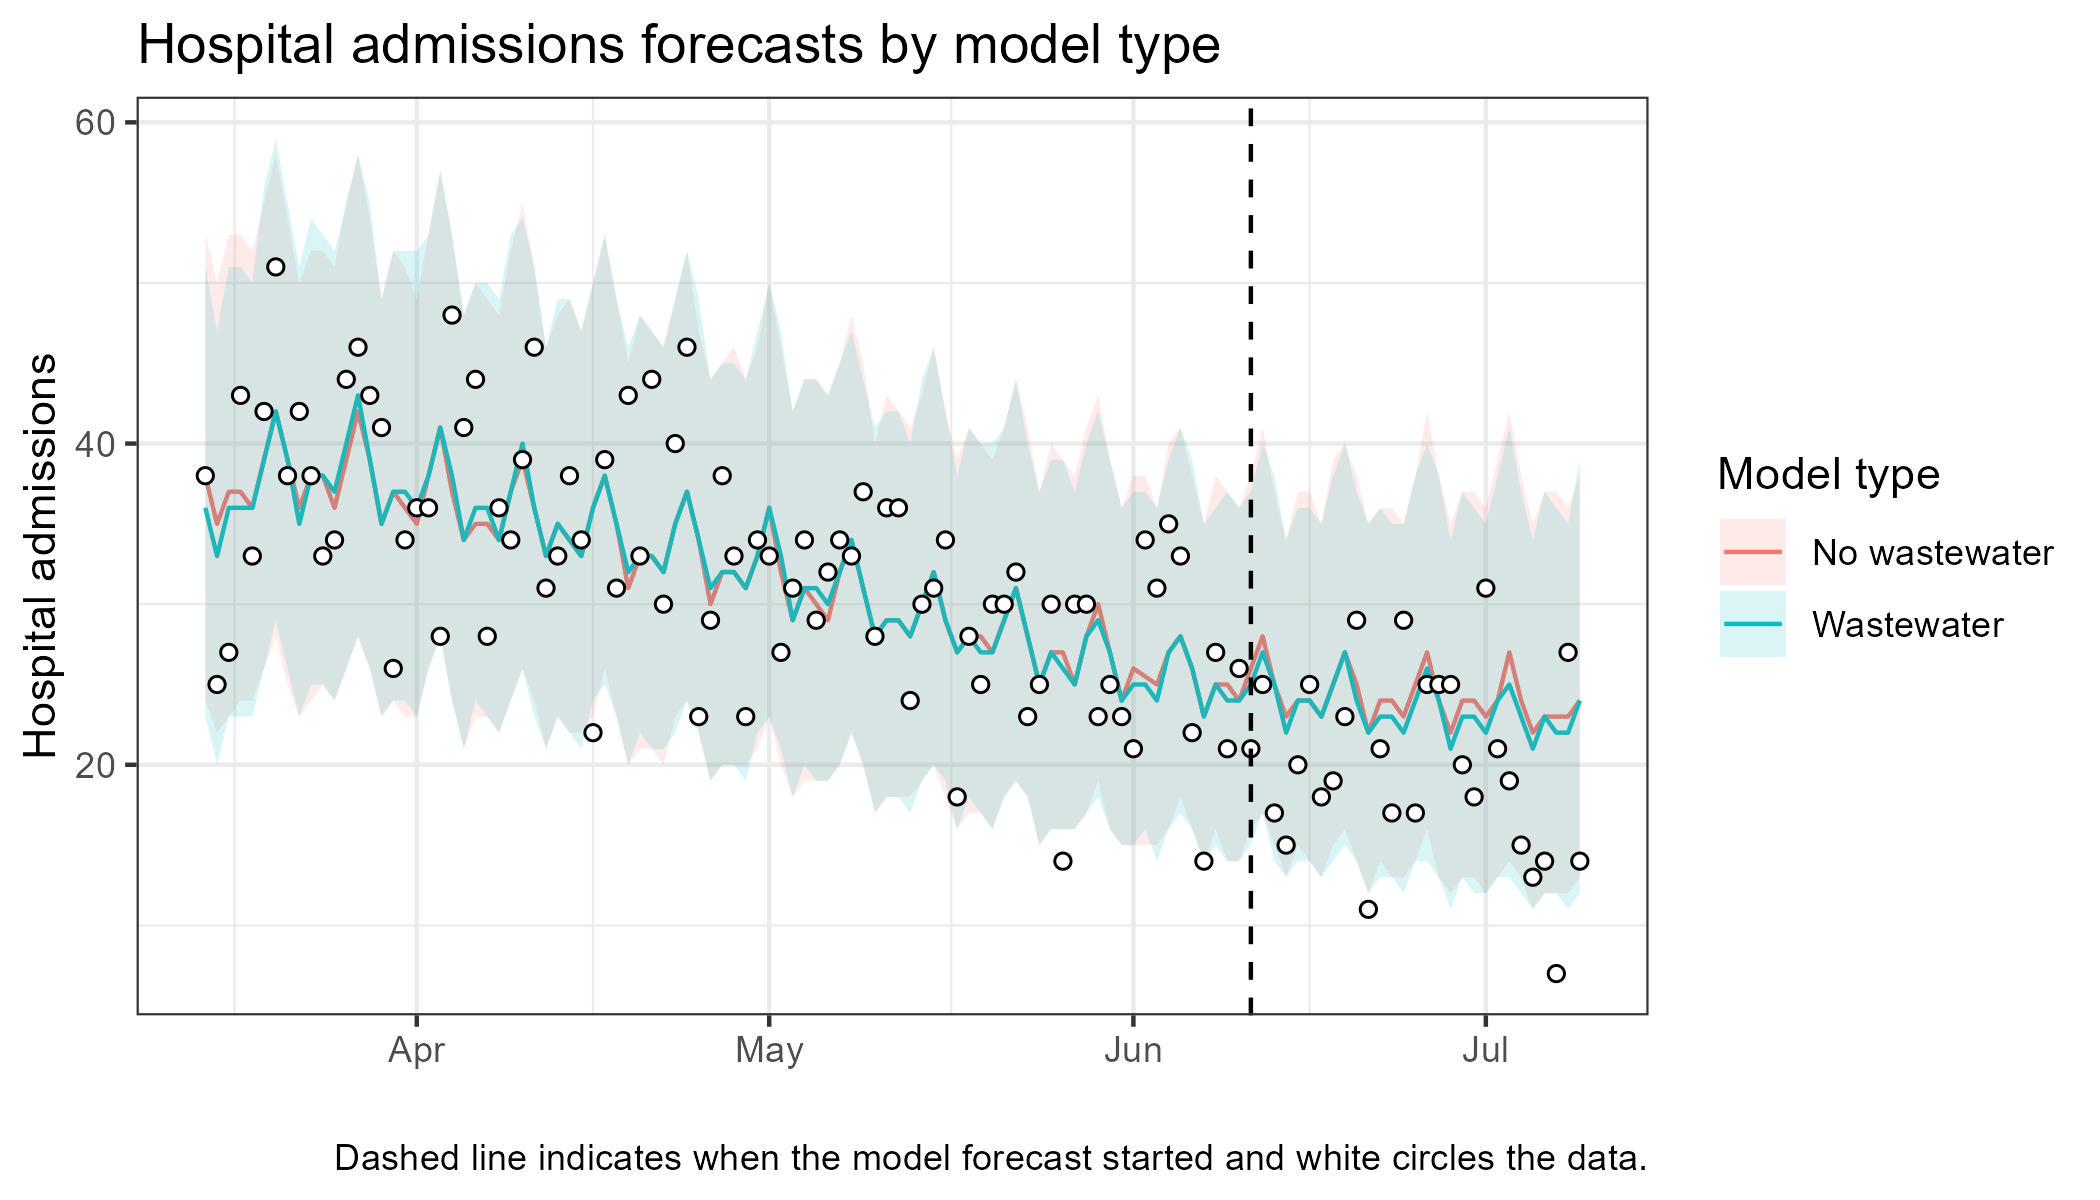 Hospital admissions forecasts by model type
Hospital admissions
60
40
20
Apr
May
Jun
Jul
Model type
No wastewater
Wastewater
Dashed line indicates when the model forecast started and white circles the data.